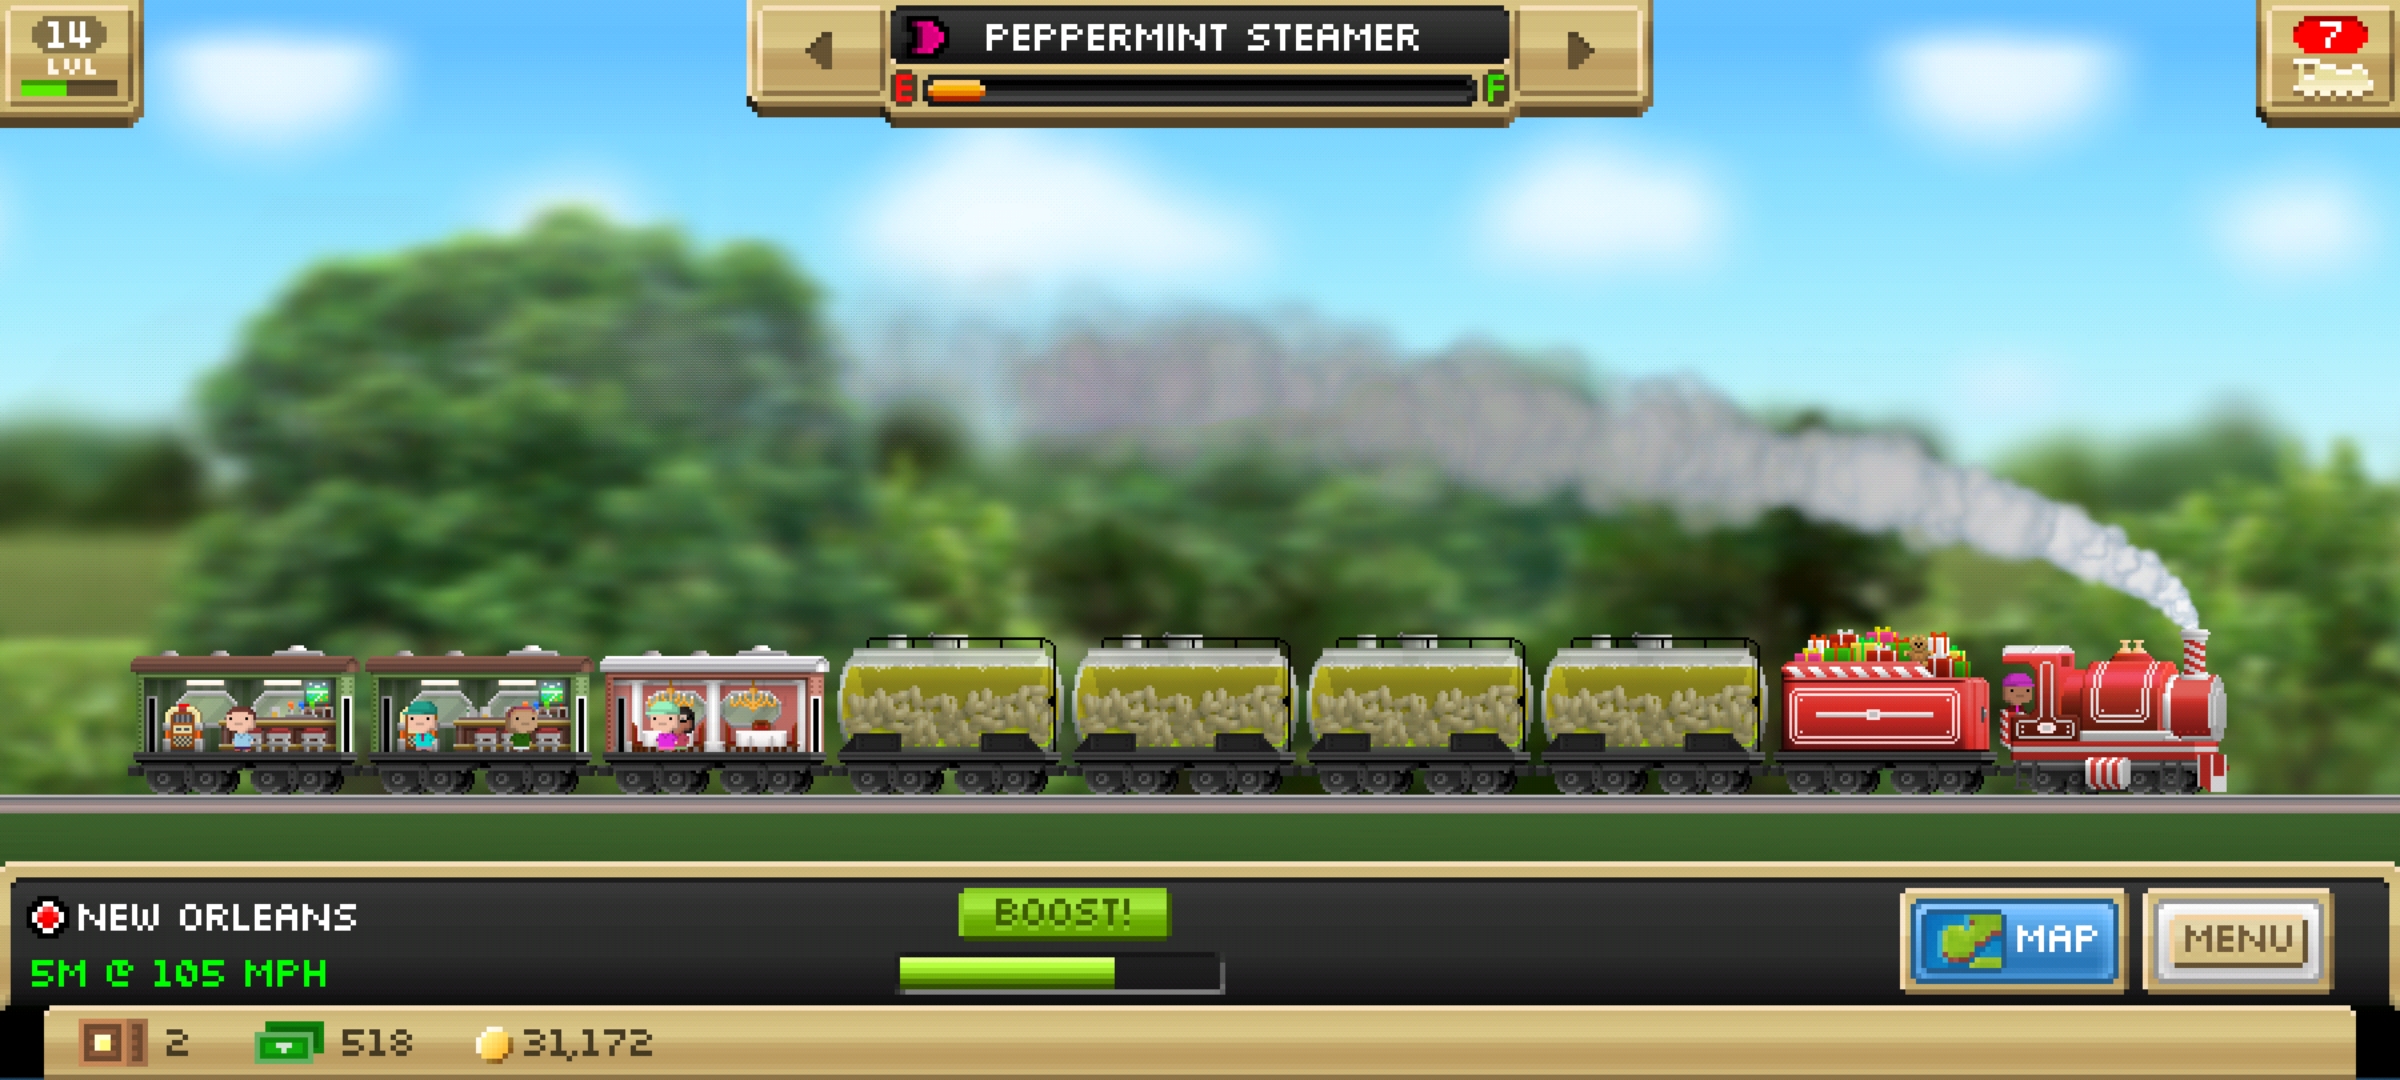 14
LVL
PEPPERMINT STEAMER
E
F
7
NEW ORLEANS
5M @ 105 MPH
BOOST!
MAP
MENU
2
518
31,172